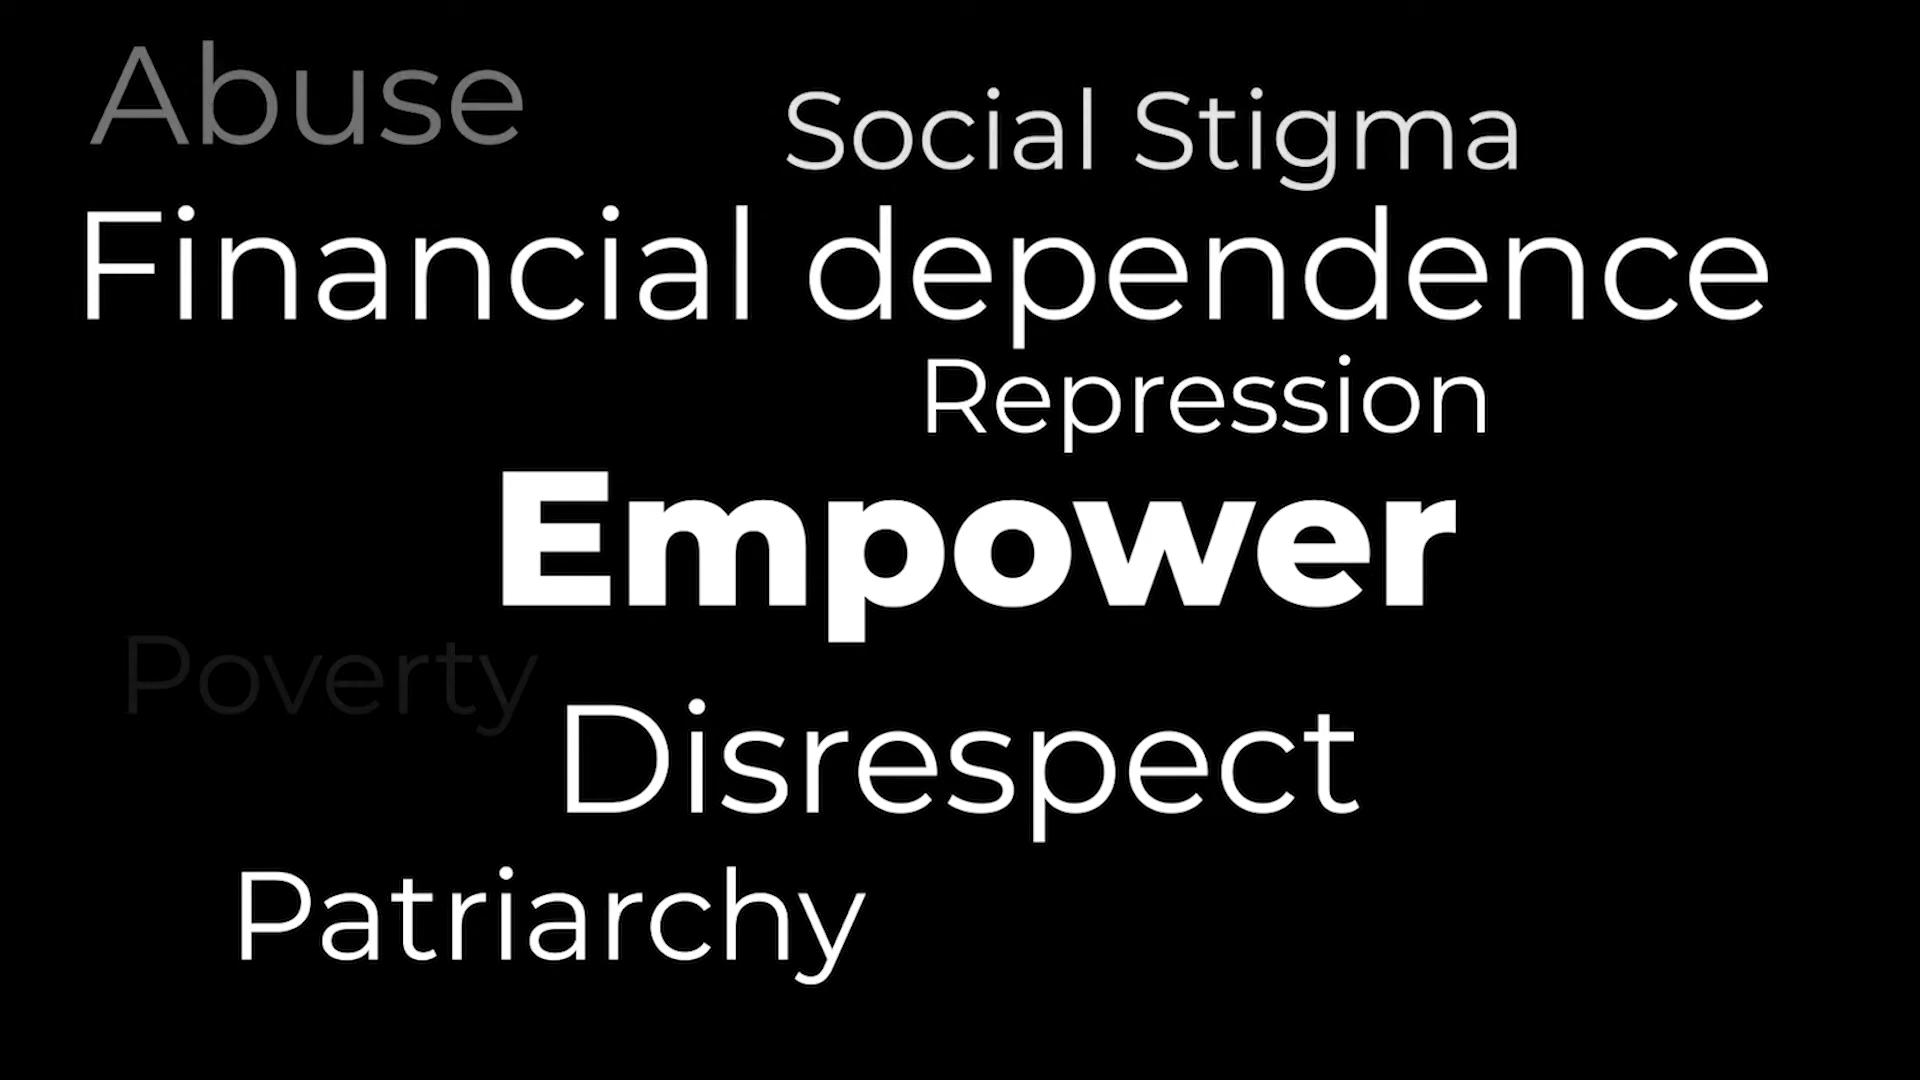 Abuse
Social Stigma
Financial dependence
Repression
Empower
Poverty
Disrespect
Patriarchy